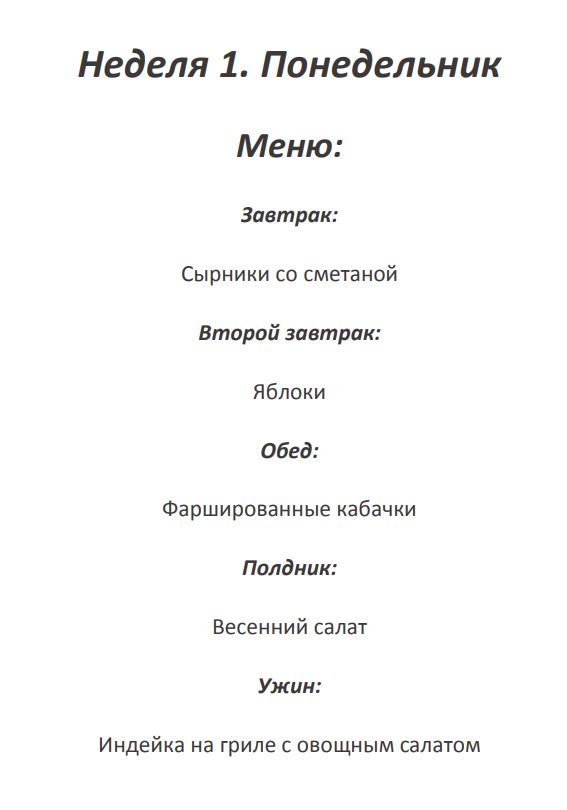 Неделя 1. Понедельник
Меню:
Завтрак:
Сырники со сметаной
Второй завтрак:
Яблоки
Обед:
Фаршированные кабачки
Полдник:
Весенний салат
Ужин:
Индейка на гриле с овощным салатом